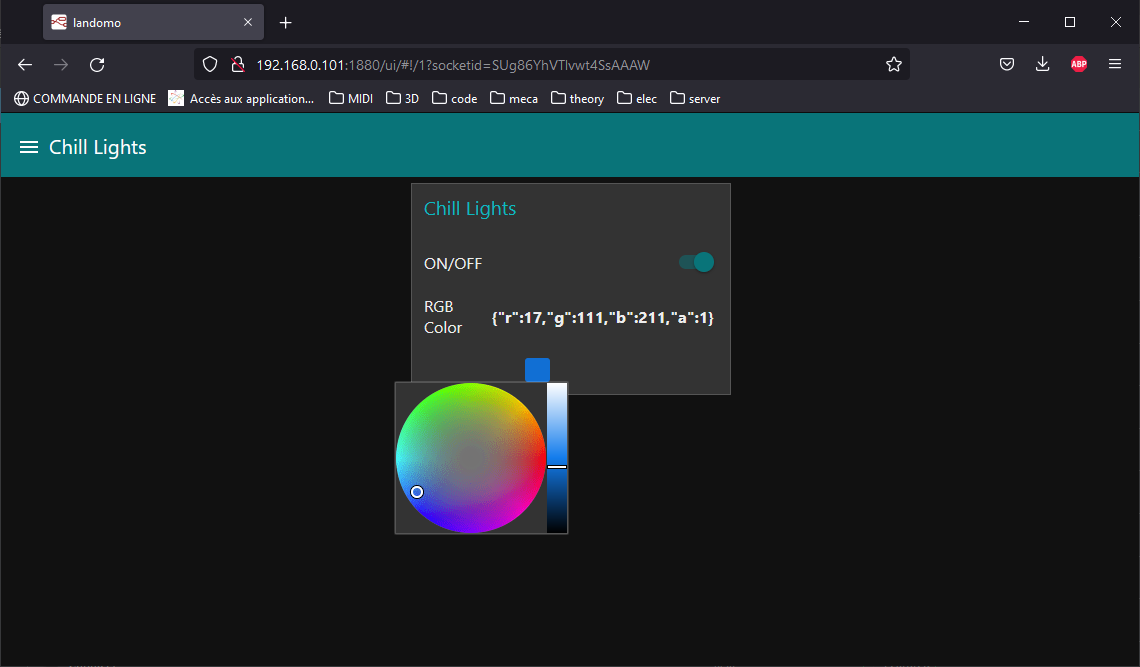 landomo
192.168.0.101:1880/ui/#!/1?socketid=SUg86YhVTlvwt4SsAAAW
ABP
COMMANDE EN LIGNE Accès aux application... MIDI 3D code meca theory elec server
Chill Lights
Chill Lights
ON/OFF
RGB
Color
{"r":17,"g":111,"b":211,"a":1}